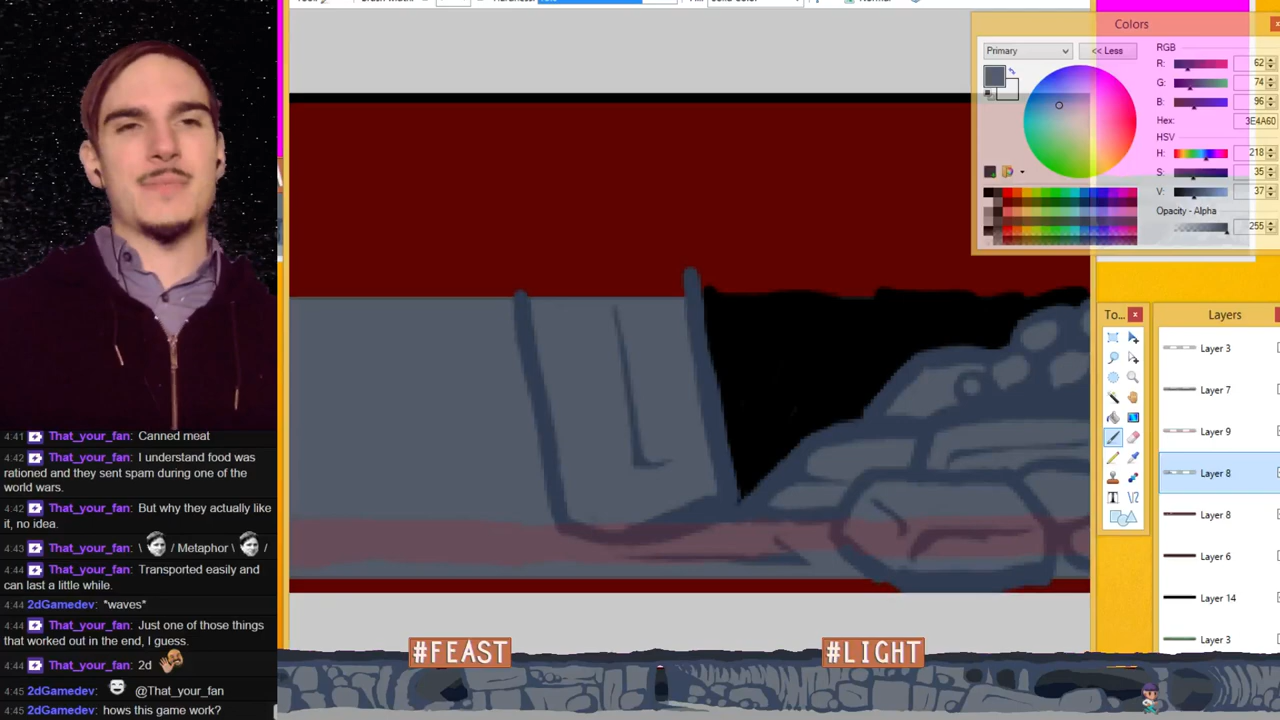 Colors
Primary
<< Less
RGB
R: 62
G: 74
B: 96
Hex: 3E4A60
HSV
H: 218
S: 35
V: 37
Opacity - Alpha
255
To...
Layers
Layer 3
Layer 7
Layer 9
Layer 8
Layer 8
Layer 6
Layer 14
Layer 3
4:41 That_your_fan: Canned meat
4:42 That_your_fan: I understand food was
rationed and they sent spam during one of the
world wars.
4:42 That_your_fan: But why they actually like
it, no idea.
4:43 That_your_fan: \ / Metaphor \ /
4:44 That_your_fan: Transported easily and
can last a little while.
4:44 2dGamedev: *waves*
4:44 That_your_fan: Just one of those things
that worked out in the end, I guess.
4:44 That_your_fan: 2d
4:45 2dGamedev: @That_your_fan
4:45 2dGamedev: hows this game work?
#FEAST
#LIGHT